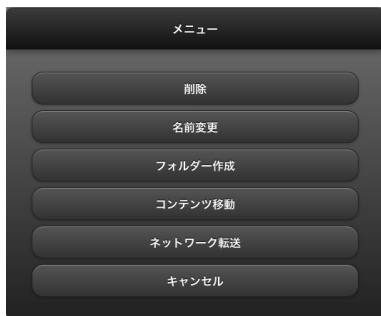 メニュー
削除
名前変更
フォルダー作成
コンテンツ移動
ネットワーク転送
キャンセル